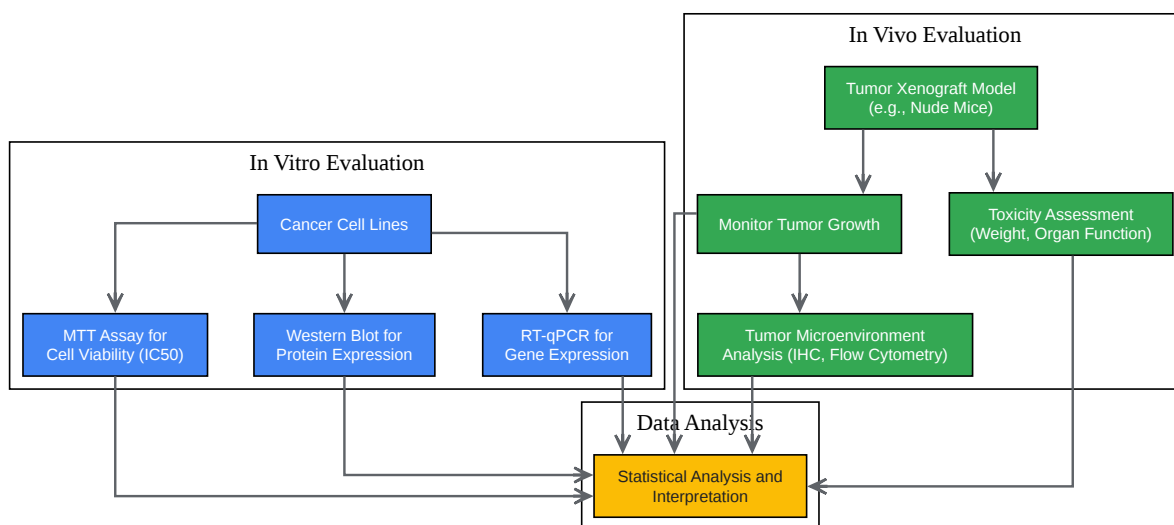 In Vivo Evaluation
Tumor Xenograft Model
(e.g., Nude Mice)
Monitor Tumor Growth
Toxicity Assessment
(Weight, Organ Function)
Tumor Microenvironment
Analysis (IHC, Flow Cytometry)
In Vitro Evaluation
Cancer Cell Lines
MTT Assay for
Cell Viability (IC50)
Western Blot for
Protein Expression
RT-qPCR for
Gene Expression
Data Analysis
Statistical Analysis and
Interpretation